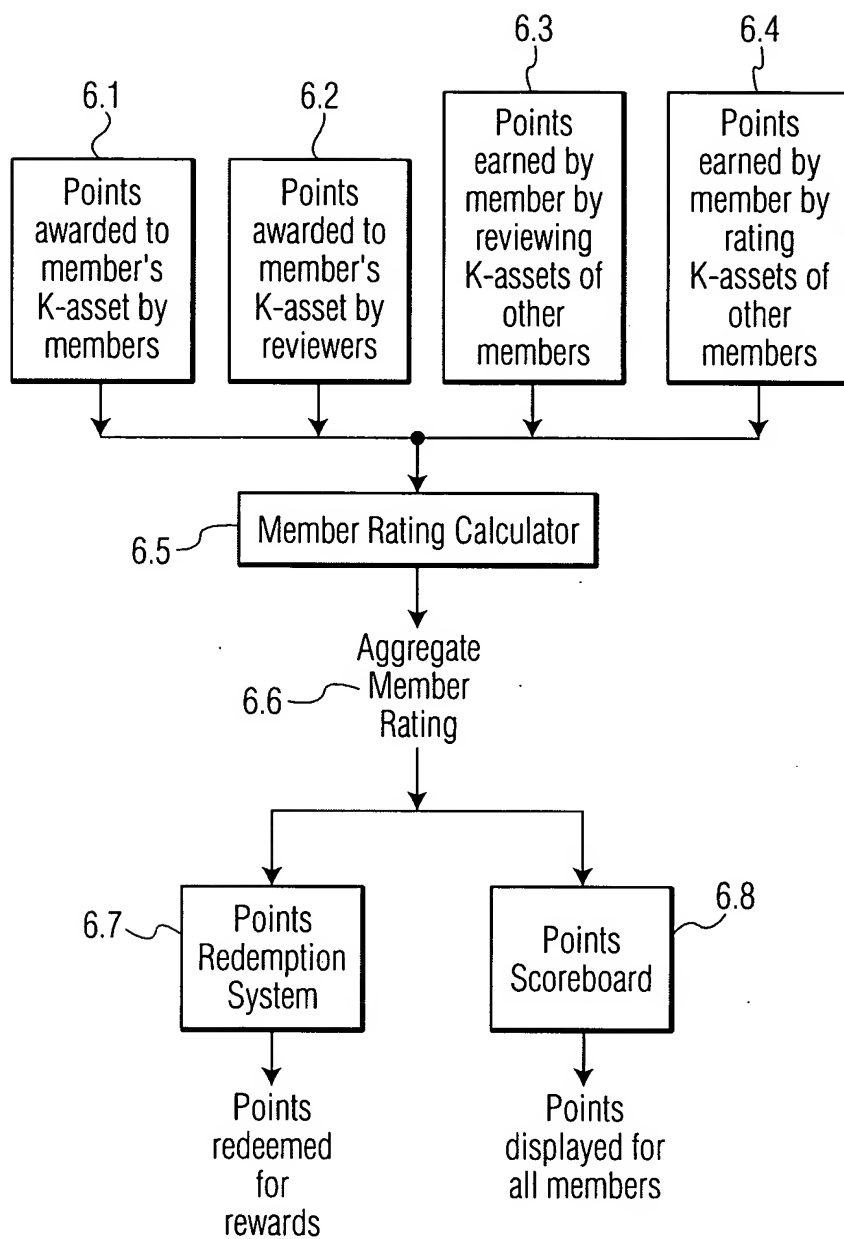 6.1
6.2
6.3
6.4
Points
awarded to
member's
K-asset by
members
Points
awarded to
member's
K-asset by
reviewers
Points
earned by
member by
reviewing
K-assets of
other
members
Points
earned by
member by
rating
K-assets of
other
members
6.5
Member Rating Calculator
6.6
Aggregate
Member
Rating
6.7
Points
Redemption
System
6.8
Points
Scoreboard
Points
redeemed
for
rewards
Points
displayed for
all members